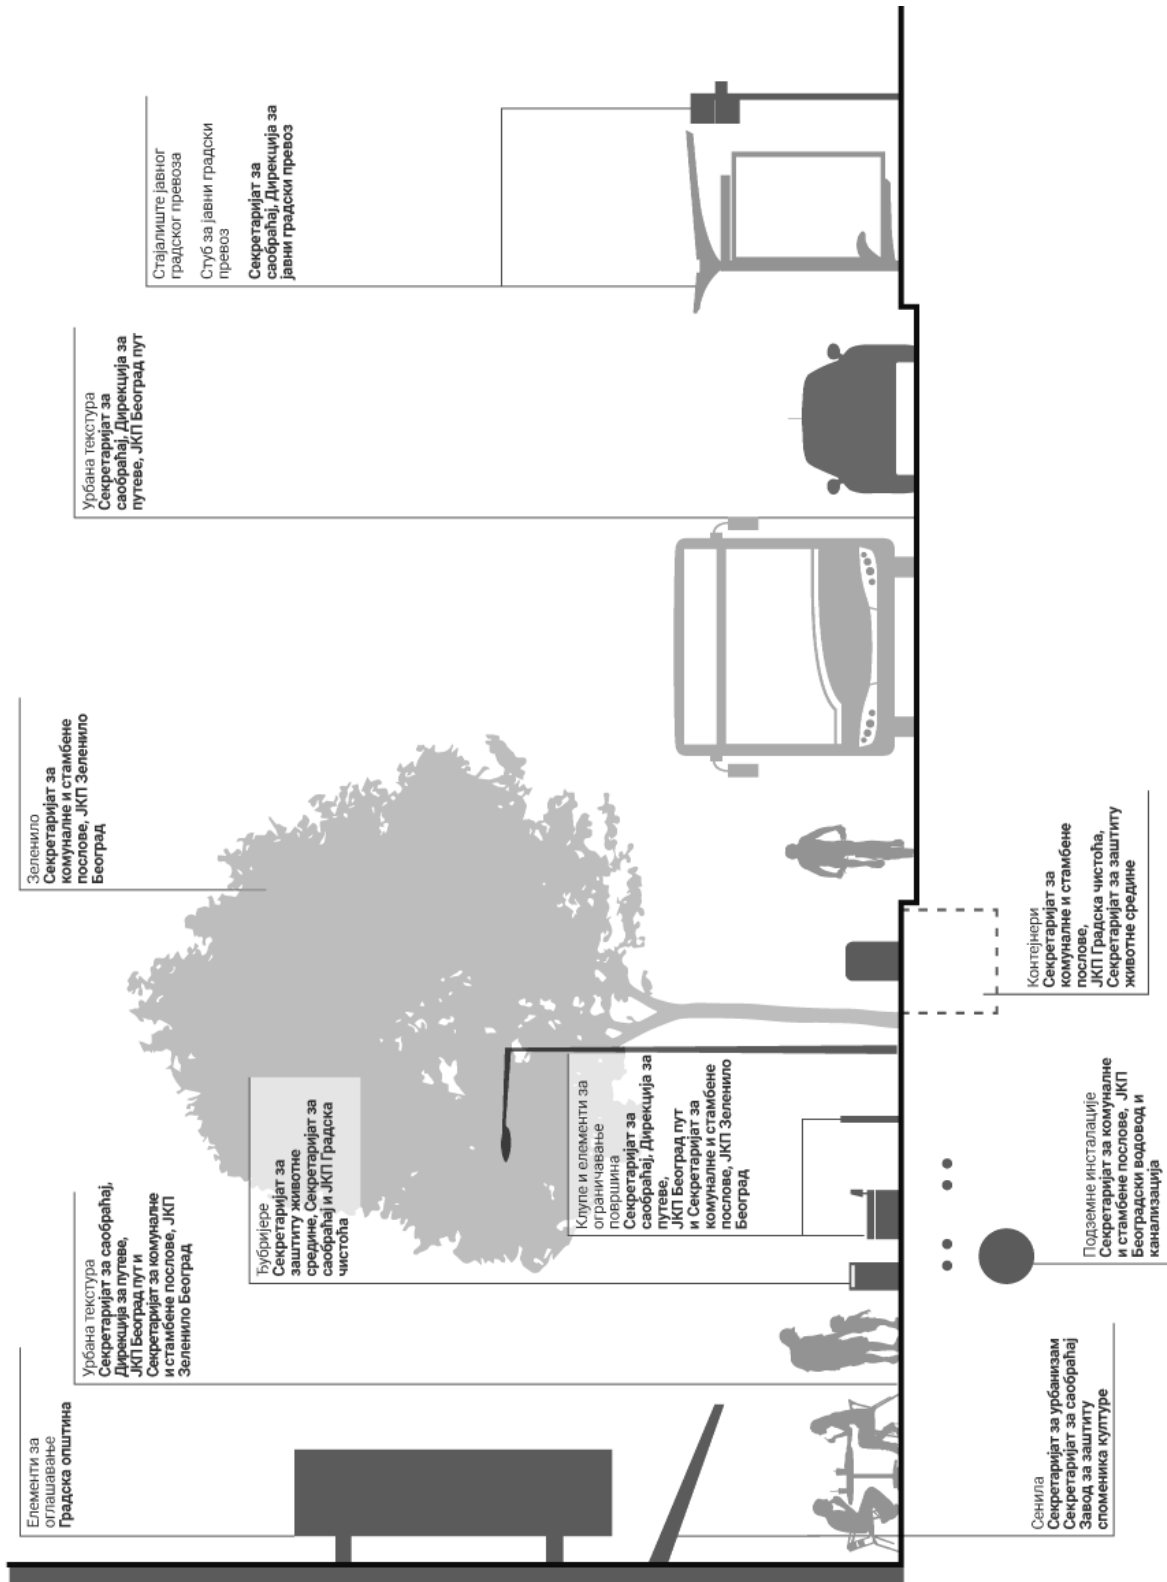 Елементи за
оглашавање
Градска општина
Урбана текстура
Секретаријат за саобраћај,
Дирекција за путеве,
ЈКП Београд пут и
Секретаријат за комуналне
и стамбене послове, ЈКП
Зеленило Београд
Ђубријере
Секретаријат за
заштиту животне
средине, Секретаријат за
саобраћај и ЈКП Градска
чистоћа
Клупе и елементи за
ограничавање
површина
Секретаријат за
саобраћај, Дирекција за
путеве,
ЈКП Београд пут
и Секретаријат за
комуналне и стамбене
послове, ЈКП Зеленило
Београд
Зеленило
Секретаријат за
комуналне и стамбене
послове, ЈКП Зеленило
Београд
Урбана текстура
Секретаријат за
саобраћај, Дирекција за
путеве, ЈКП Београд пут
Стајалиште јавног
градског превоза
Стуб за јавни градски
превоз
Секретаријат за
саобраћај, Дирекција за
јавни градски превоз
Сенила
Секретаријат за урбанизам
Секретаријат за саобраћај
Завод за заштиту
споменика културе
Подземне инсталације
Секретаријат за комуналне
и стамбене послове, ЈКП
Београдски водовод и
канализација
Контејнери
Секретаријат за
комуналне и стамбене
послове,
ЈКП Градска чистоћа,
Секретаријат за заштиту
животне средине